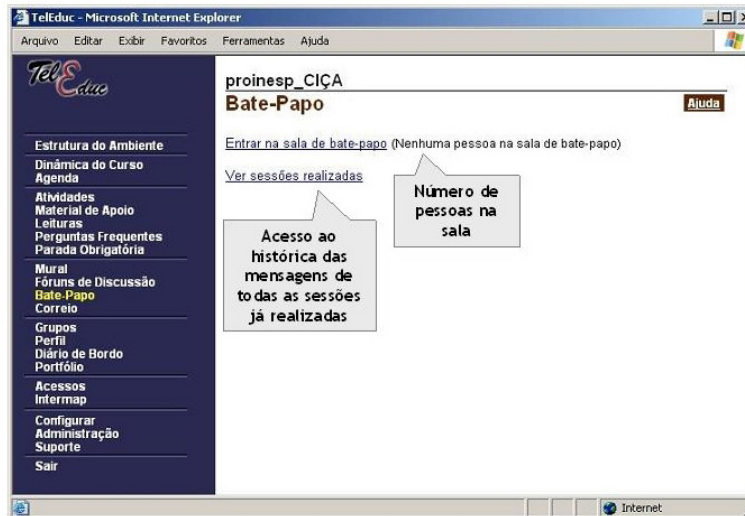 TelEduc - Microsoft Internet Explorer
Arquivo Editar Exibir Favoritos Ferramentas Ajuda
TelEduc
Estrutura do Ambiente
Dinâmica do Curso
Agenda
Atividades
Material de Apoio
Leituras
Perguntas Frequentes
Parada Obrigatória
Mural
Fóruns de Discussão
Bate-Papo
Correio
Grupos
Perfil
Diário de Bordo
Portfólio
Acessos
Intermap
Configurar
Administração
Suporte
Sair
proinesp_CIÇA
Bate-Papo
Ajuda
Entrar na sala de bate-papo (Nenhuma pessoa na sala de bate-papo)
Ver sessões realizadas
Número de
pessoas na
sala
Acesso ao
histórica das
mensagens de
todas as sessões
já realizadas
Internet